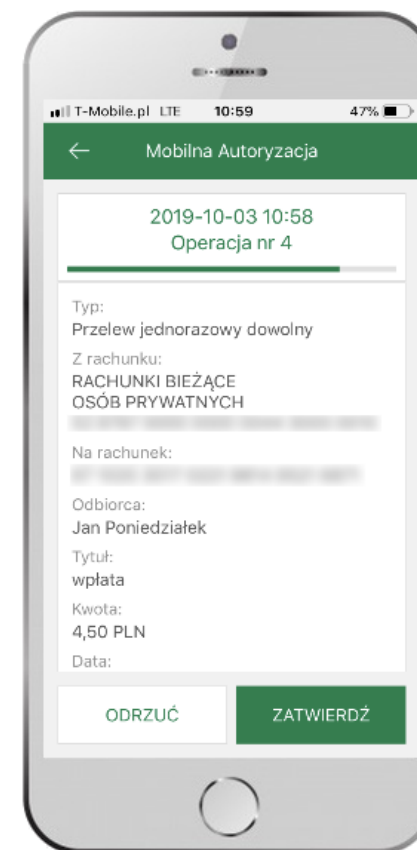 T-Mobile.pl LTE 10:59 47%
Mobilna Autoryzacja
2019-10-03 10:58
Operacja nr 4
Typ:
Przelew jednorazowy dowolny
Z rachunku:
RACHUNKI BIEŻĄCE
OSÓB PRYWATNYCH
Na rachunek:
Odbiorca:
Jan Poniedziałek
Tytuł:
wpłata
Kwota:
4,50 PLN
Data:
ODRZUĆ ZATWIERDŹ